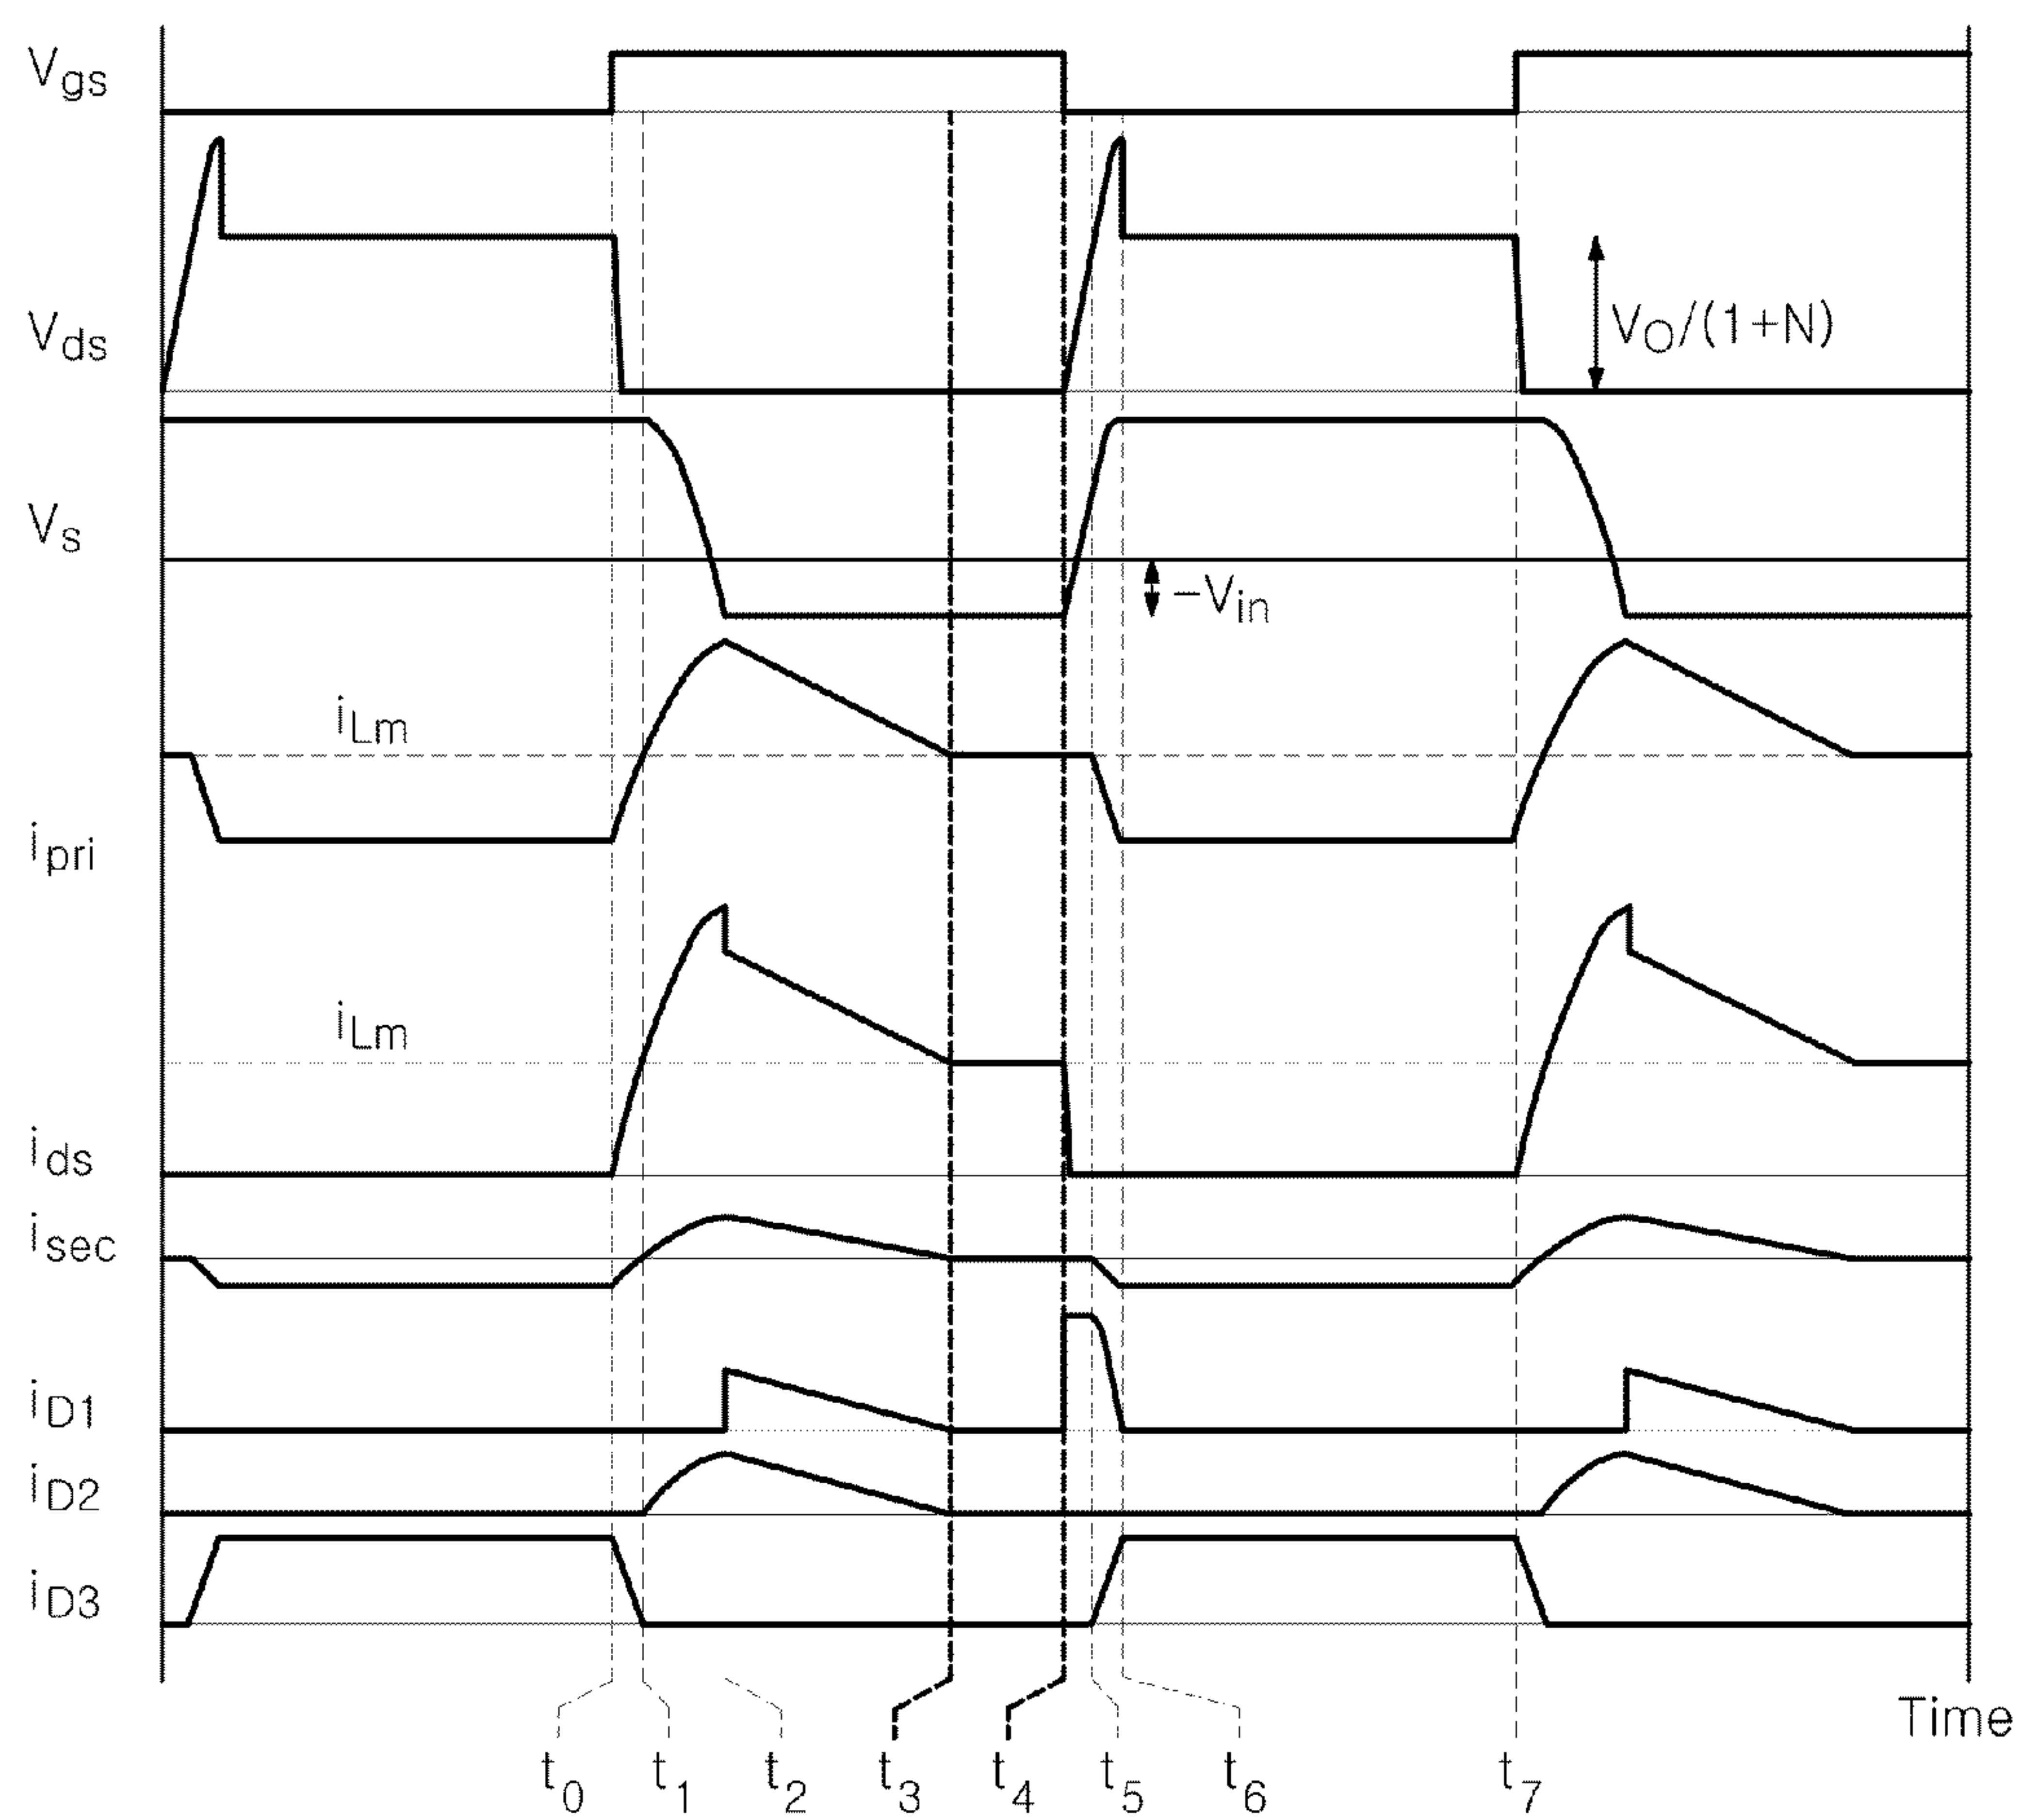 Vgs
Vds
VO/(1+N)
Vs
−Vin
iLm
ipri
iLm
ids
isec
iD1
iD2
iD3
Time
t0 t1 t2 t3 t4 t5 t6 t7